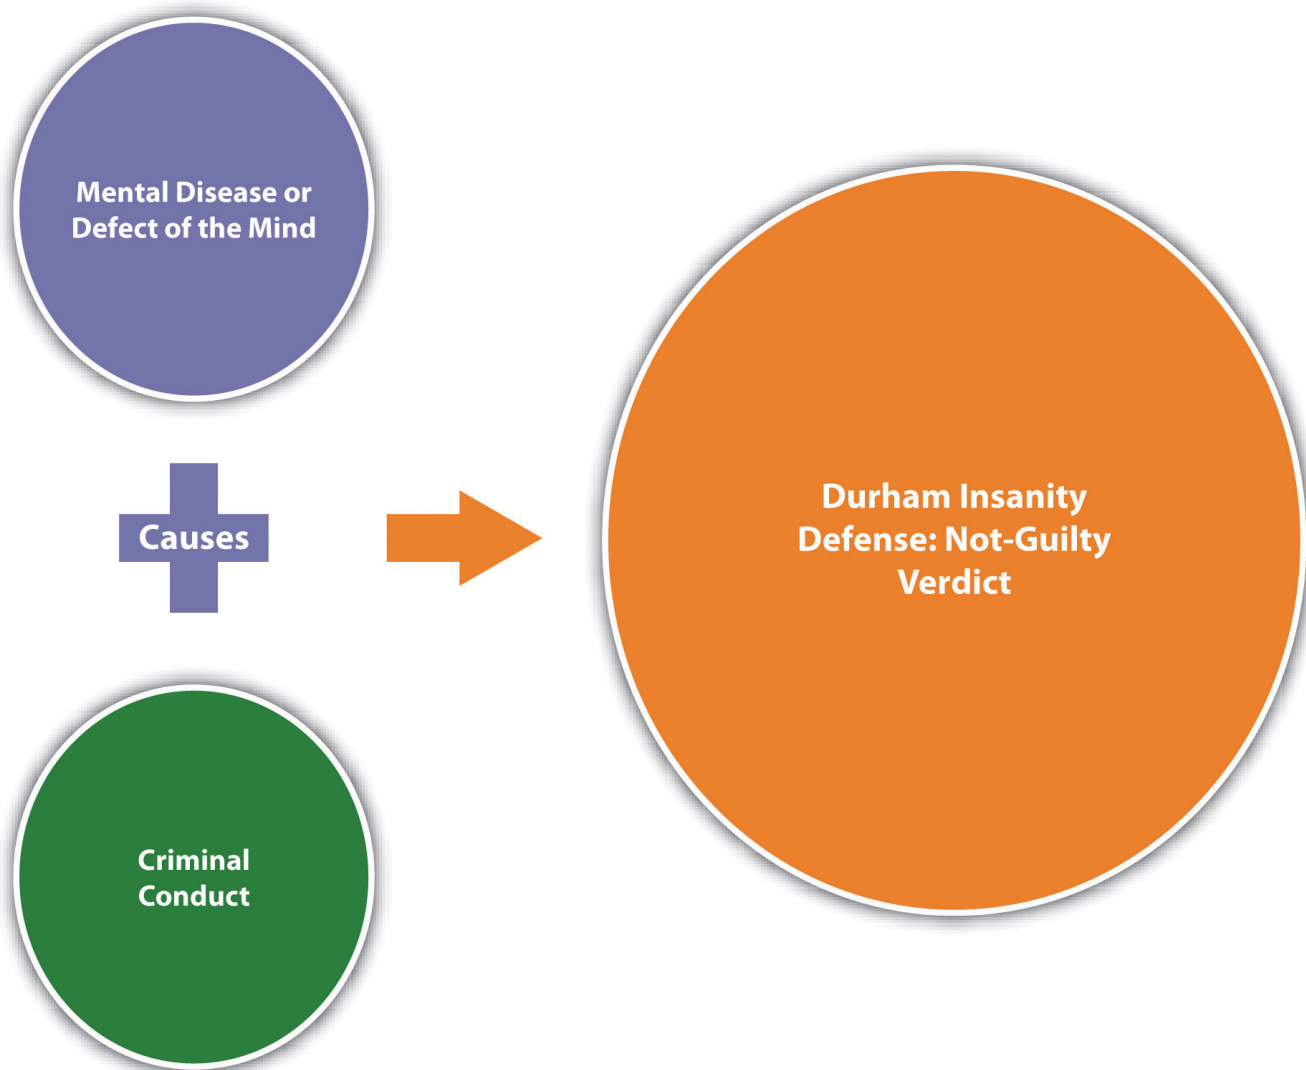 Mental Disease or
Defect of the Mind
Causes
Criminal
Conduct
Durham Insanity
Defense: Not-Guilty
Verdict